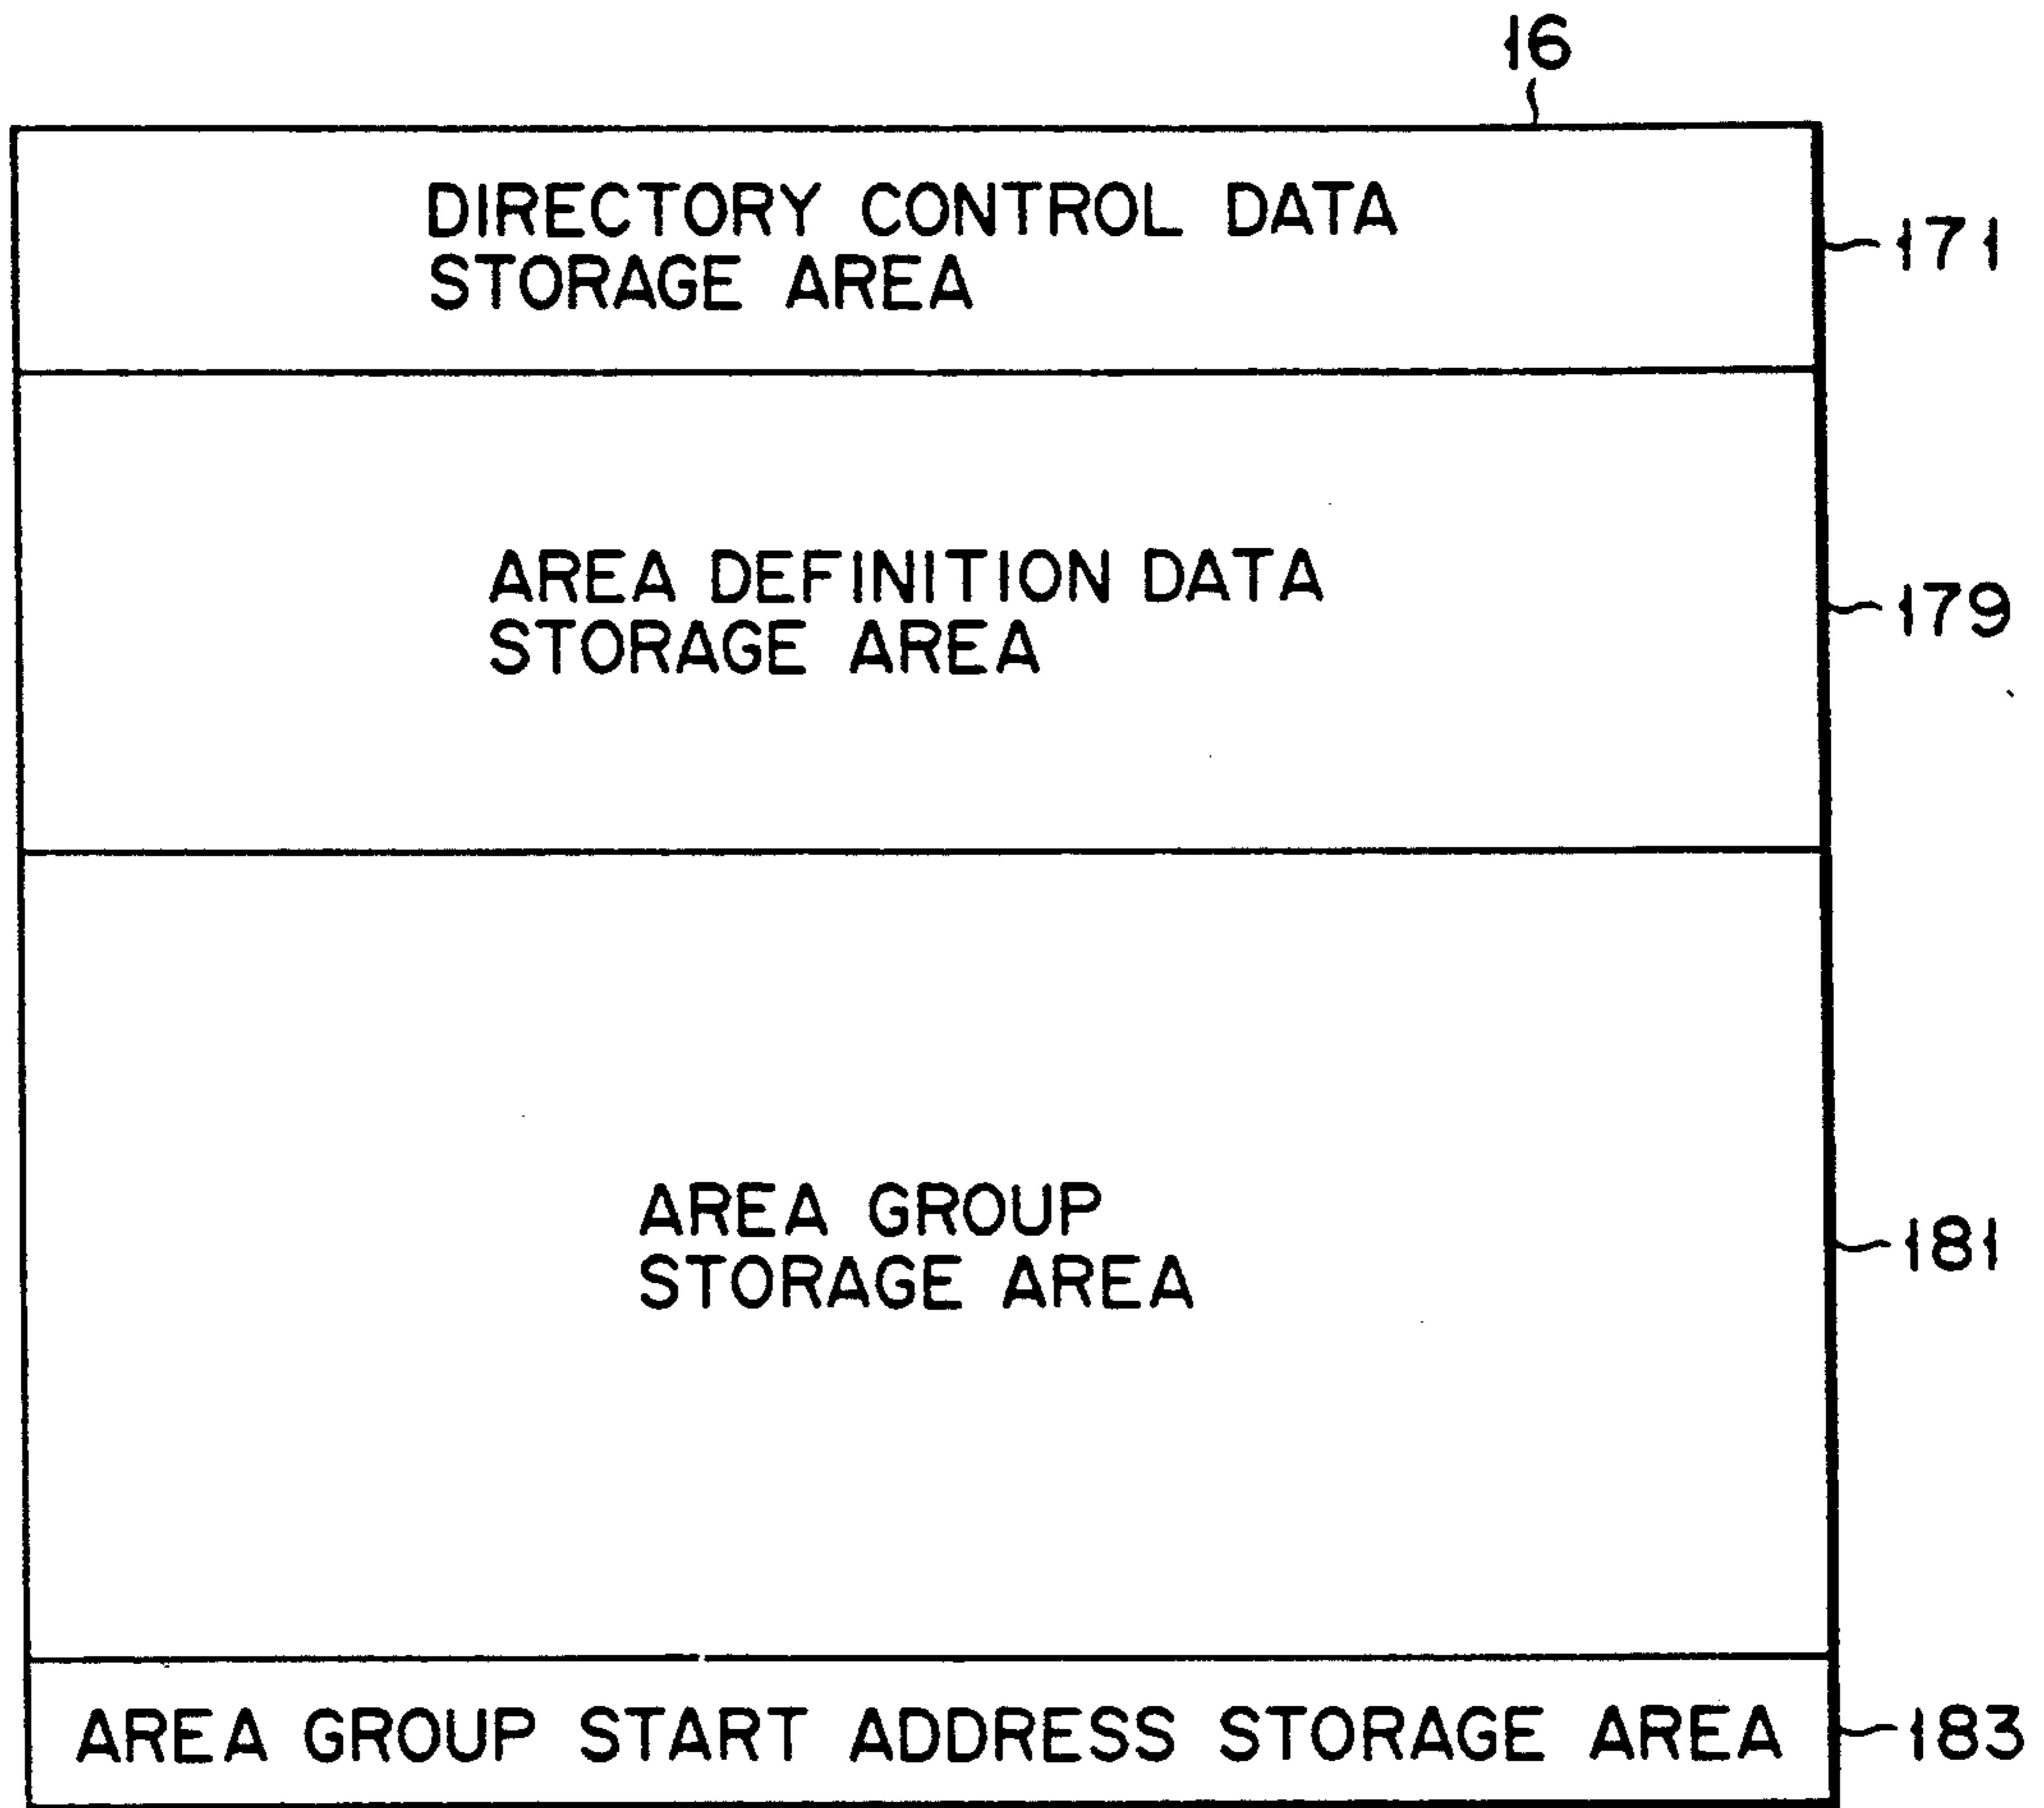 16
DIRECTORY CONTROL DATA
STORAGE AREA
171
AREA DEFINITION DATA
STORAGE AREA
179
AREA GROUP
STORAGE AREA
181
AREA GROUP START ADDRESS STORAGE AREA
183